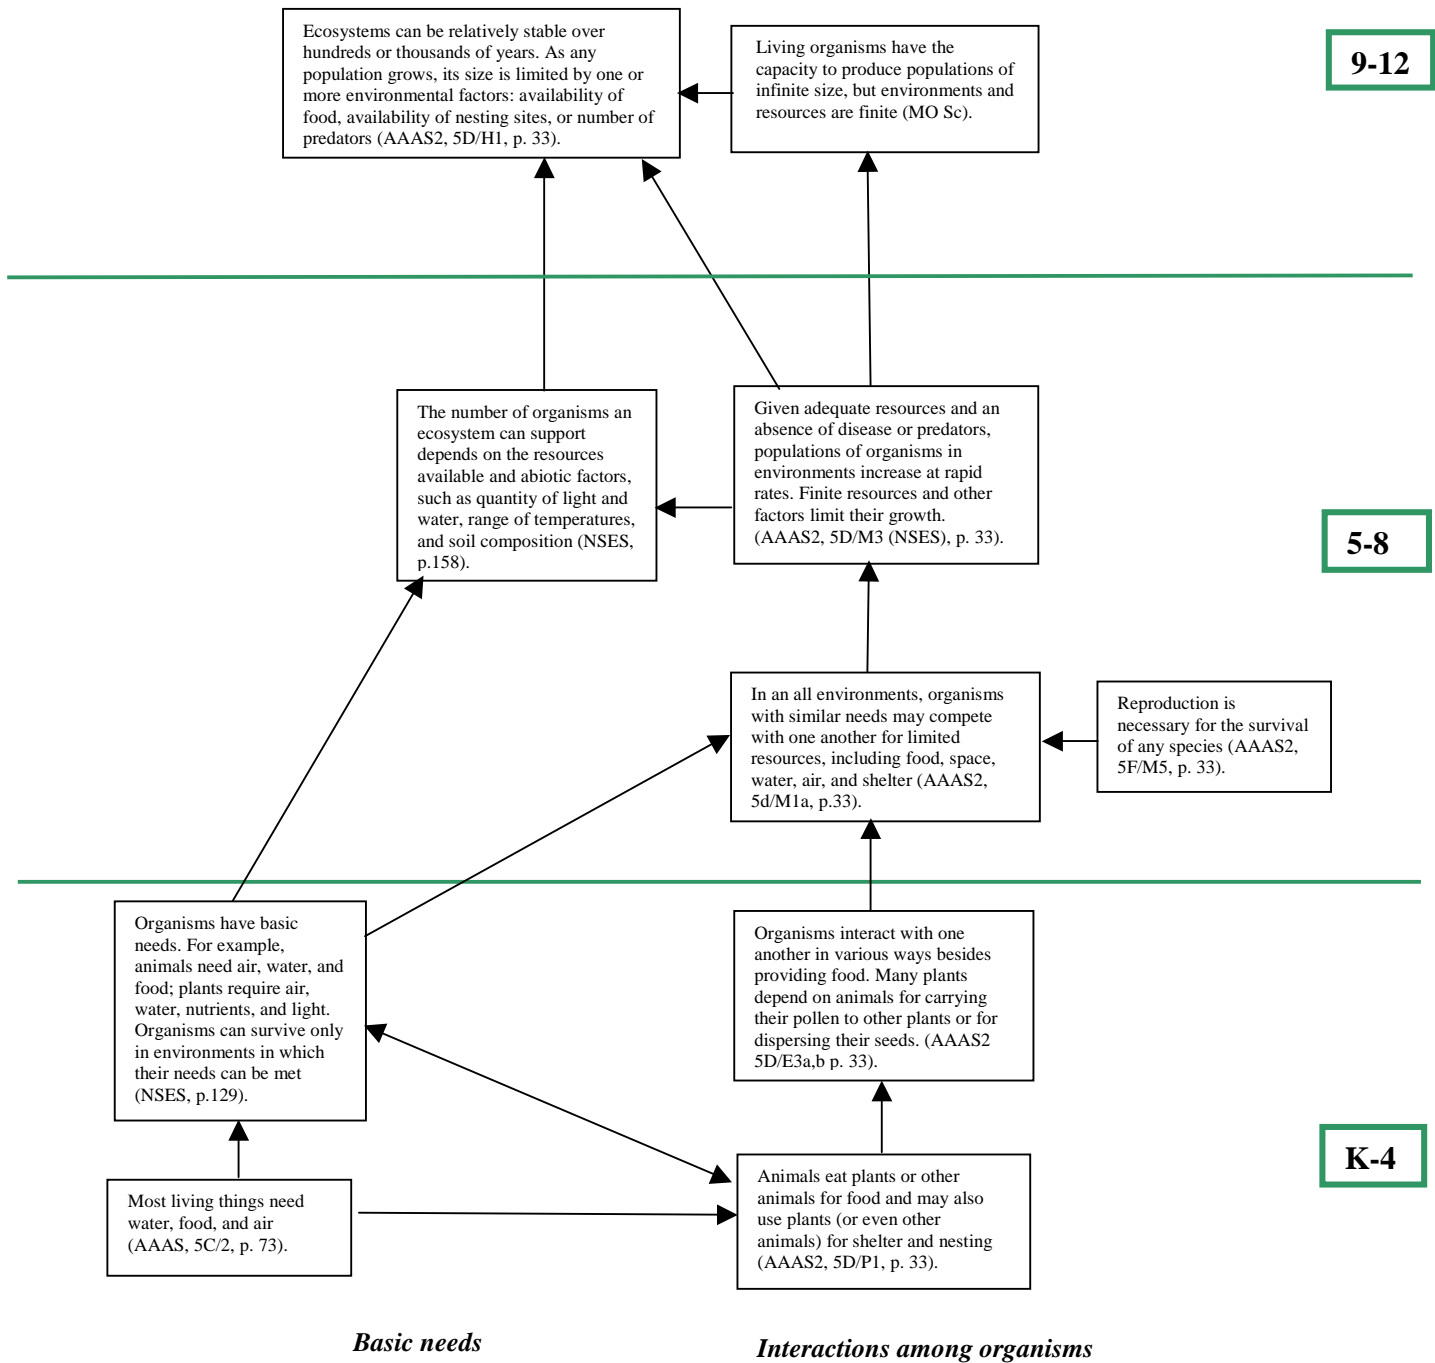 Ecosystems can be relatively stable over
hundreds or thousands of years. As any
population grows, its size is limited by one or
more environmental factors: availability of
food, availability of nesting sites, or number of
predators (AAAS2, 5D/H1, p. 33).
Living organisms have the
capacity to produce populations of
infinite size, but environments and
resources are finite (MO Sc).
9-12
The number of organisms an
ecosystem can support
depends on the resources
available and abiotic factors,
such as quantity of light and
water, range of temperatures,
and soil composition (NSES,
p.158).
Given adequate resources and an
absence of disease or predators,
populations of organisms in
environments increase at rapid
rates. Finite resources and other
factors limit their growth.
(AAAS2, 5D/M3 (NSES), p. 33).
5-8
In an all environments, organisms
with similar needs may compete
with one another for limited
resources, including food, space,
water, air, and shelter (AAAS2,
5d/M1a, p.33).
Reproduction is
necessary for the survival
of any species (AAAS2,
5F/M5, p. 33).
Organisms have basic
needs. For example,
animals need air, water, and
food; plants require air,
water, nutrients, and light.
Organisms can survive only
in environments in which
their needs can be met
(NSES, p.129).
Organisms interact with one
another in various ways besides
providing food. Many plants
depend on animals for carrying
their pollen to other plants or for
dispersing their seeds. (AAAS2
5D/E3a,b p. 33).
K-4
Most living things need
water, food, and air
(AAAS, 5C/2, p. 73).
Animals eat plants or other
animals for food and may also
use plants (or even other
animals) for shelter and nesting
(AAAS2, 5D/P1, p. 33).
Basic needs
Interactions among organisms